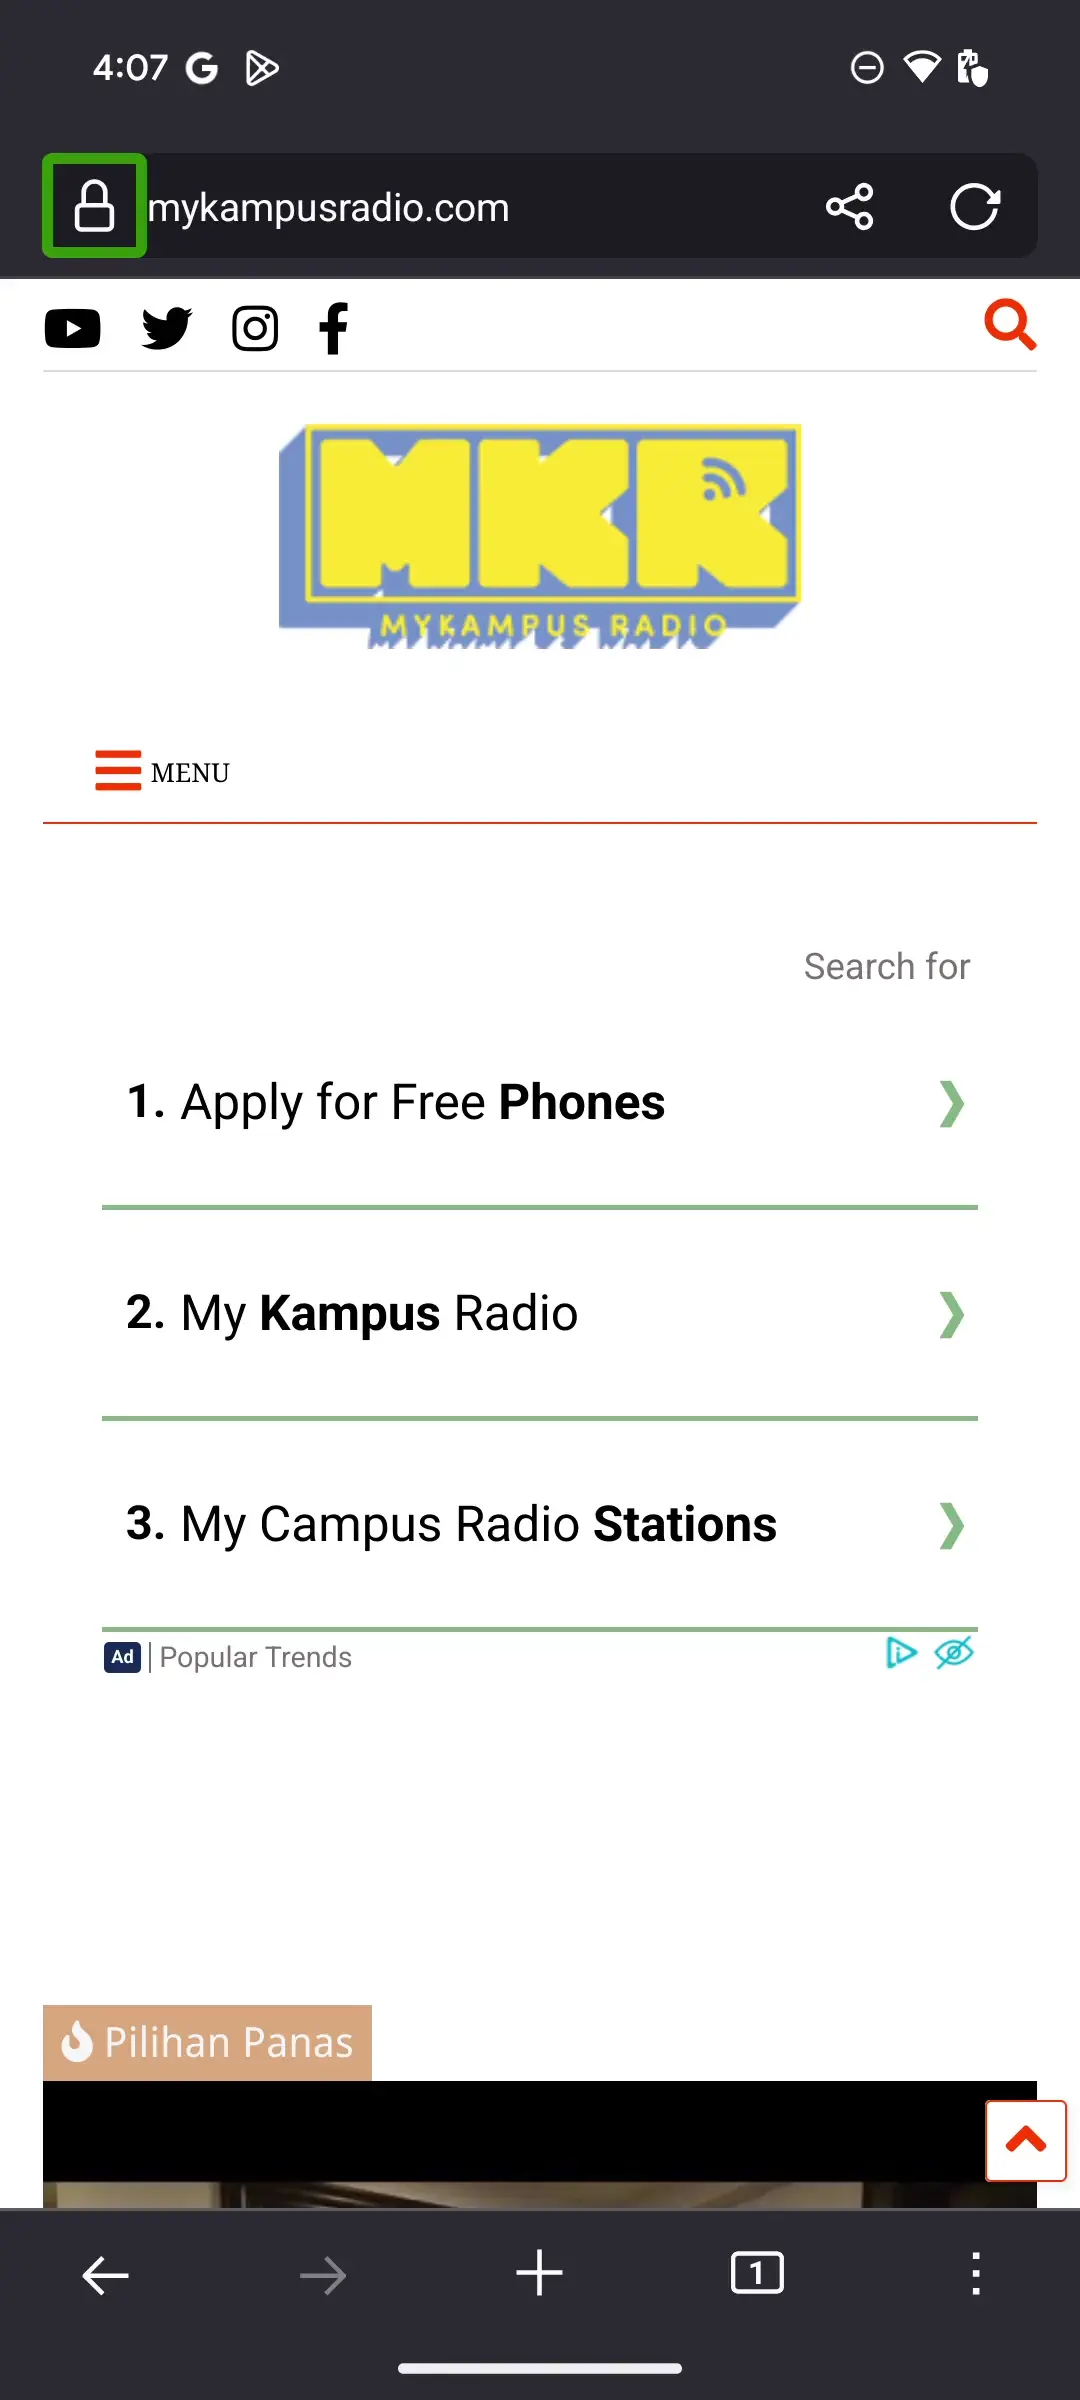 4:07
mykampusradio.com
MKR
MYKAMPUS RADIO
MENU
Search for
1. Apply for Free Phones
2. My Kampus Radio
3. My Campus Radio Stations
Ad | Popular Trends
Pilihan Panas
1